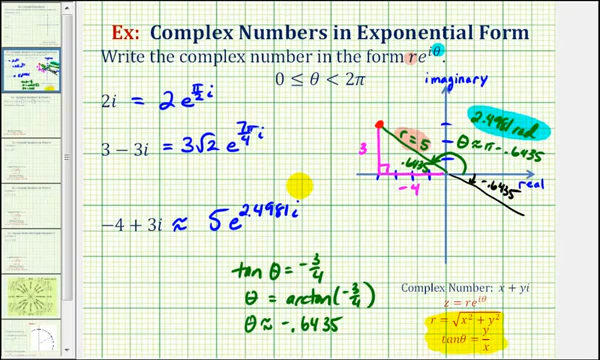 Ex: Complex Numbers in Exponential Form
Write the complex number in the form re^{iθ}.
0 ≤ θ < 2π
2i = 2e^{π/2 i}
3 − 3i = 3√2 e^{7π/4 i}
−4 + 3i ≈ 5e^{2.4981i}
tan θ = −3/4
θ = arctan(−3/4)
θ ≈ −.6435
imaginary
2.4981 rad
r = 5
θ ≈ π − .6435
3
.6435
−4
real
−.6435
Complex Number: x + yi
z = re^{iθ}
r = √(x² + y²)
tanθ = y/x